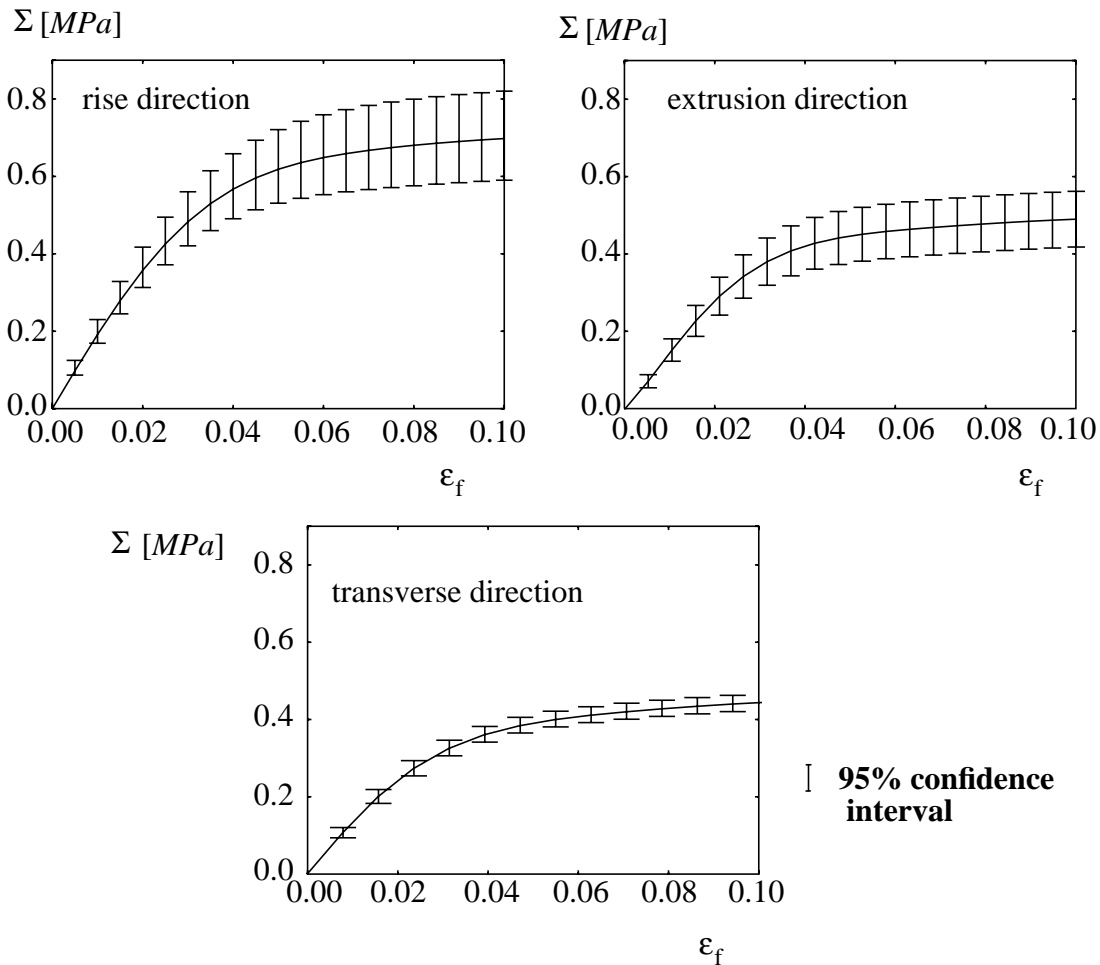 Σ [MPa]
0.8
0.6
0.4
0.2
0.0
rise direction
0.00 0.02 0.04 0.06 0.08 0.10
ε_f
Σ [MPa]
0.8
0.6
0.4
0.2
0.0
extrusion direction
0.00 0.02 0.04 0.06 0.08 0.10
ε_f
Σ [MPa]
0.8
0.6
0.4
0.2
0.0
transverse direction
0.00 0.02 0.04 0.06 0.08 0.10
ε_f
95% confidence
interval